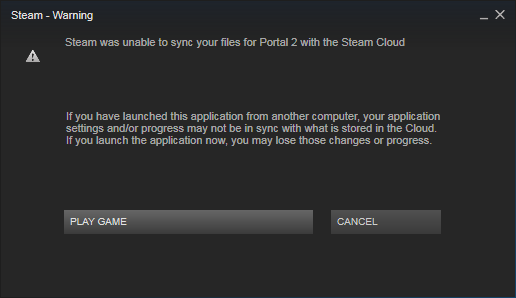 Steam - Warning
Steam was unable to sync your files for Portal 2 with the Steam Cloud
If you have launched this application from another computer, your application
settings and/or progress may not be in sync with what is stored in the Cloud.
If you launch the application now, you may lose those changes or progress.
PLAY GAME
CANCEL